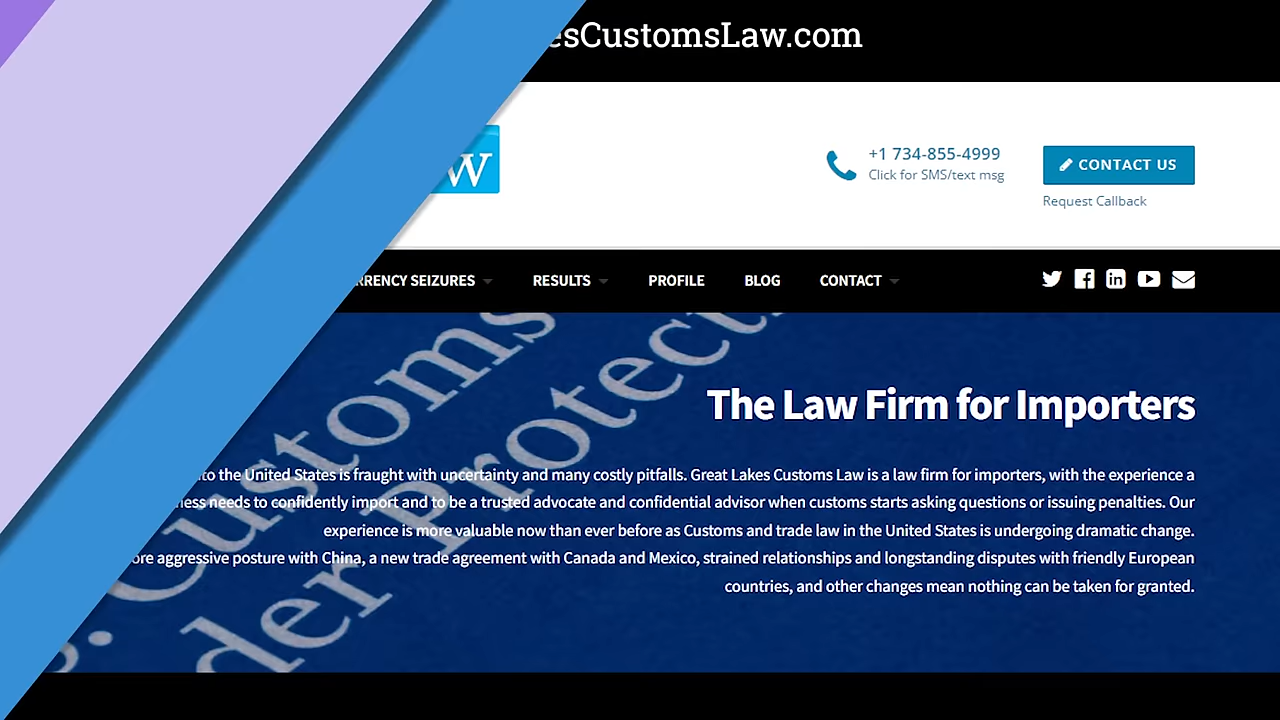 esCustomsLaw.com
W
+1 734-855-4999
Click for SMS/text msg
CONTACT US
Request Callback
RRENCY SEIZURES
RESULTS
PROFILE
BLOG
CONTACT
Customs
der Protect
The Law Firm for Importers
to the United States is fraught with uncertainty and many costly pitfalls. Great Lakes Customs Law is a law firm for importers, with the experience a
ness needs to confidently import and to be a trusted advocate and confidential advisor when customs starts asking questions or issuing penalties. Our
experience is more valuable now than ever before as Customs and trade law in the United States is undergoing dramatic change.
ore aggressive posture with China, a new trade agreement with Canada and Mexico, strained relationships and longstanding disputes with friendly European
countries, and other changes mean nothing can be taken for granted.